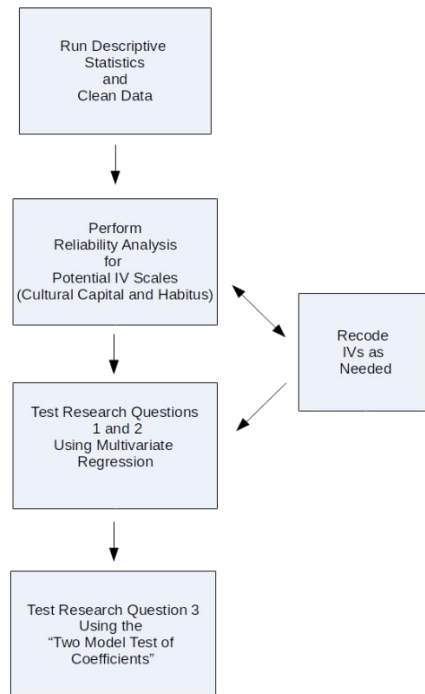 Run Descriptive
Statistics
and
Clean Data
Perform
Reliability Analysis
for
Potential IV Scales
(Cultural Capital and Habitus)
Recode
IVs as
Needed
Test Research Questions
1 and 2
Using Multivariate
Regression
Test Research Question 3
Using the
“Two Model Test of
Coefficients”